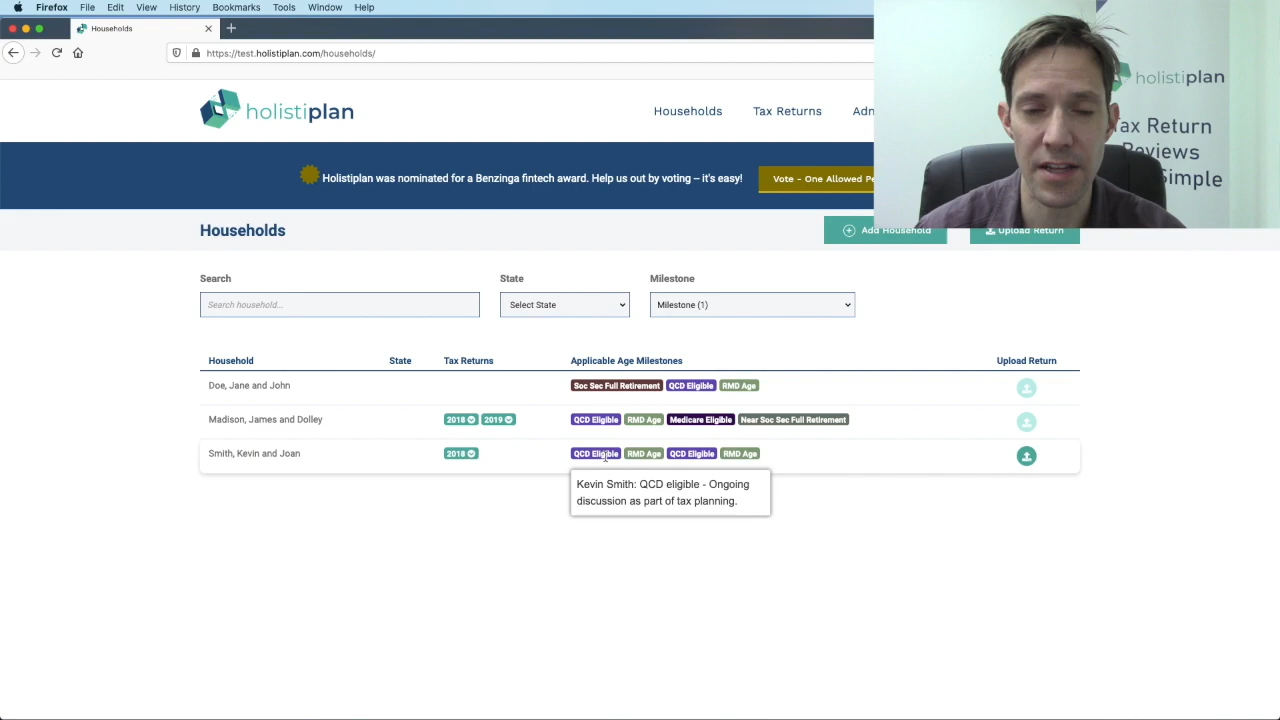 Firefox File Edit View History Bookmarks Tools Window Help
Households
https://test.holistiplan.com/households/
holistiplan
Households Tax Returns Adn
holistiplan
Tax Return
Reviews
Simple
Holistiplan was nominated for a Benzinga fintech award. Help us out by voting – it's easy!
Vote - One Allowed Pe
Households
Add Household
Upload Return
Search State Milestone
Search household...
Select State
Milestone (1)
Household State Tax Returns Applicable Age Milestones Upload Return
Doe, Jane and John Soc Sec Full Retirement QCD Eligible RMD Age
Madison, James and Dolley 2018 2019 QCD Eligible RMD Age Medicare Eligible Near Soc Sec Full Retirement
Smith, Kevin and Joan 2018 QCD Eligible RMD Age QCD Eligible RMD Age
Kevin Smith: QCD eligible - Ongoing
discussion as part of tax planning.